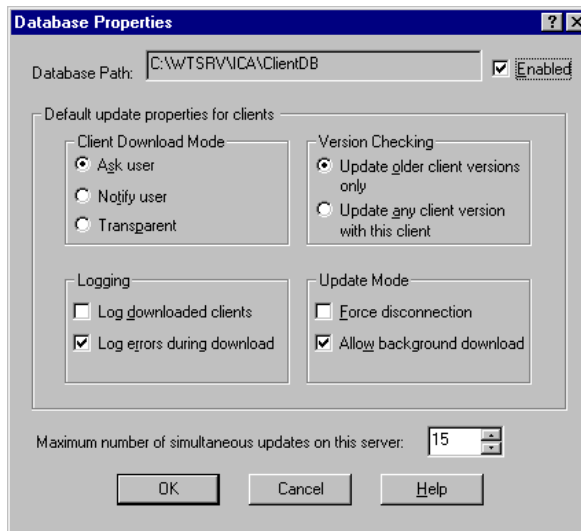 Database Properties
Database Path: C:\WTSRV\ICA\ClientDB Enabled
Default update properties for clients
Client Download Mode
Ask user
Notify user
Transparent
Version Checking
Update older client versions
only
Update any client version
with this client
Logging
Log downloaded clients
Log errors during download
Update Mode
Force disconnection
Allow background download
Maximum number of simultaneous updates on this server: 15
OK Cancel Help